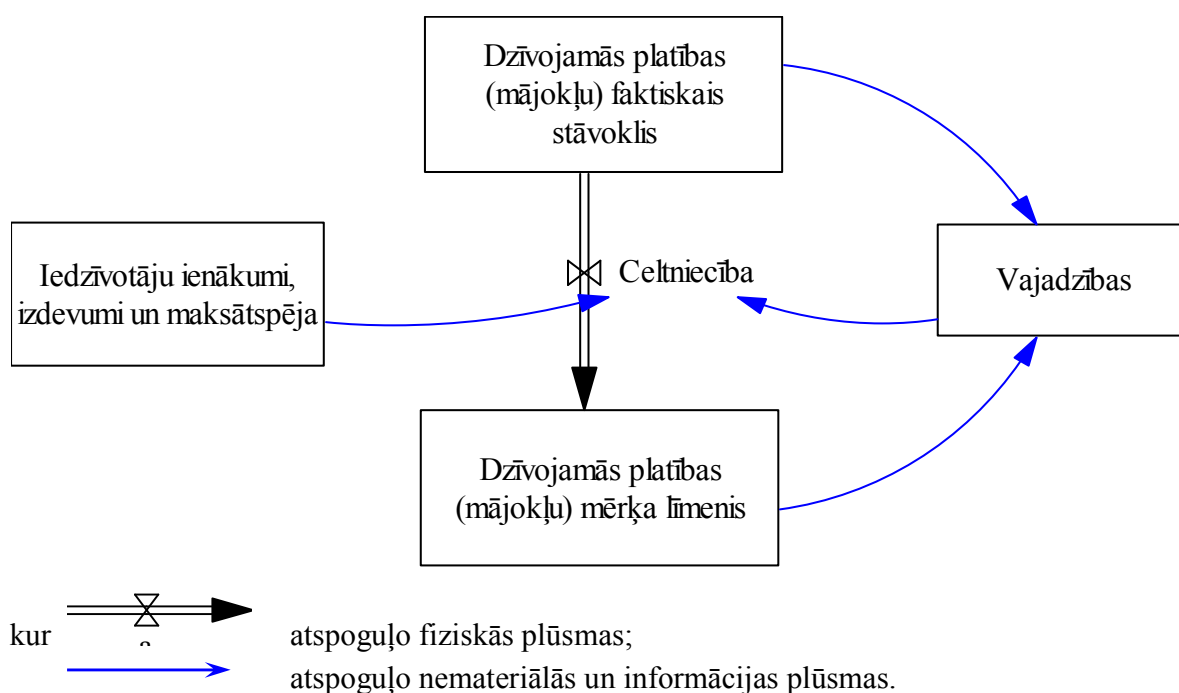 Dzīvojamās platības
(mājokļu) faktiskais
stāvoklis
Iedzīvotāju ienākumi,
izdevumi un maksātspēja
Celtniecība
Vajadzības
Dzīvojamās platības
(mājokļu) mērķa līmenis
kur
atspoguļo fiziskās plūsmas;
atspoguļo nemateriālās un informācijas plūsmas.